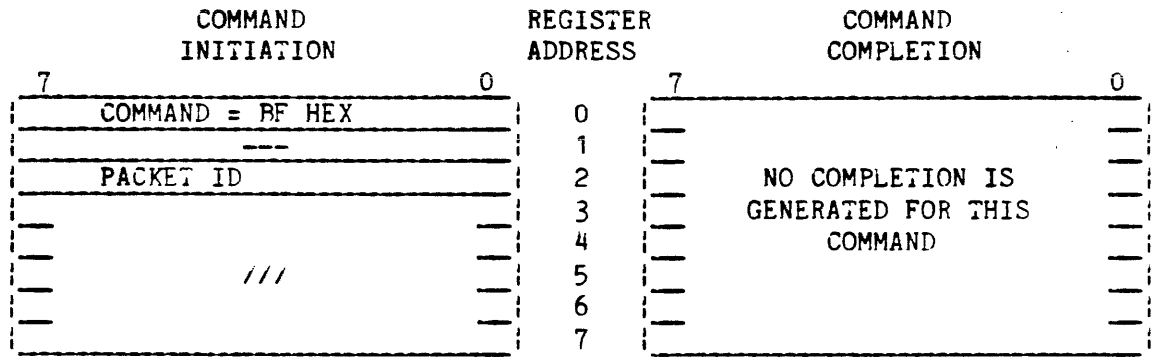 COMMAND REGISTER COMMAND
INITIATION ADDRESS COMPLETION
7 0 7 0
COMMAND = BF HEX 0
--- 1
PACKET ID 2 NO COMPLETION IS
3 GENERATED FOR THIS
4 COMMAND
/// 5
6
7